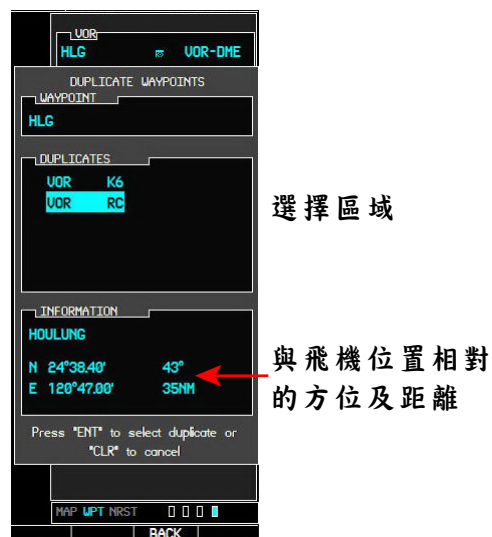 VOR
HLG VOR-DME
DUPLICATE WAYPOINTS
WAYPOINT
HLG
DUPLICATES
VOR K6
VOR RC
選擇區域
INFORMATION
HOULUNG
N 24°38.40' 43°
E 120°47.00' 35NM
與飛機位置相對
的方位及距離
Press "ENT" to select duplicate or
"CLR" to cancel
MAP WPT NRST
BACK